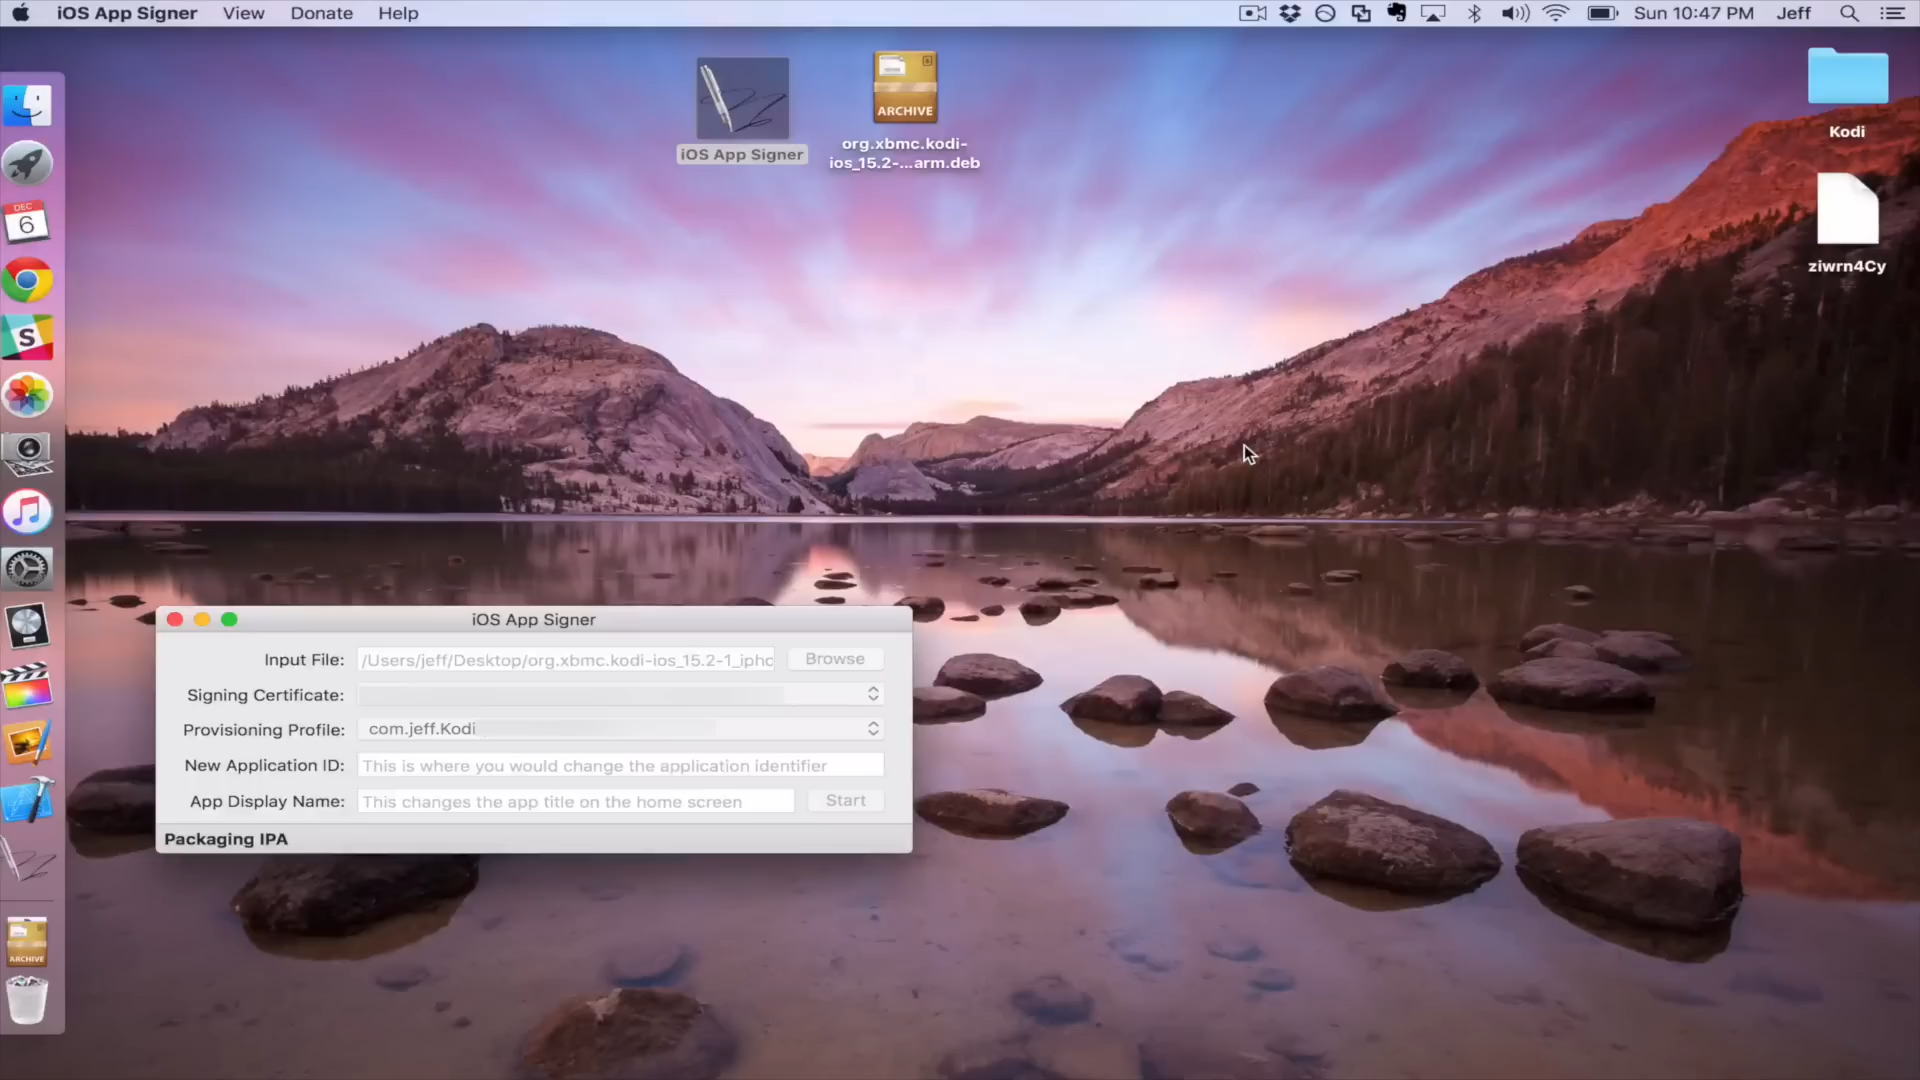 iOS App Signer View Donate Help
Sun 10:47 PM Jeff
ARCHIVE
iOS App Signer
org.xbmc.kodi-
ios_15.2-...arm.deb
Kodi
ziwrn4Cy
DEC
6
S
iOS App Signer
Input File: /Users/jeff/Desktop/org.xbmc.kodi-ios_15.2-1_ipho Browse
Signing Certificate:
Provisioning Profile: com.jeff.Kodi
New Application ID: This is where you would change the application identifier
App Display Name: This changes the app title on the home screen Start
Packaging IPA
ARCHIVE